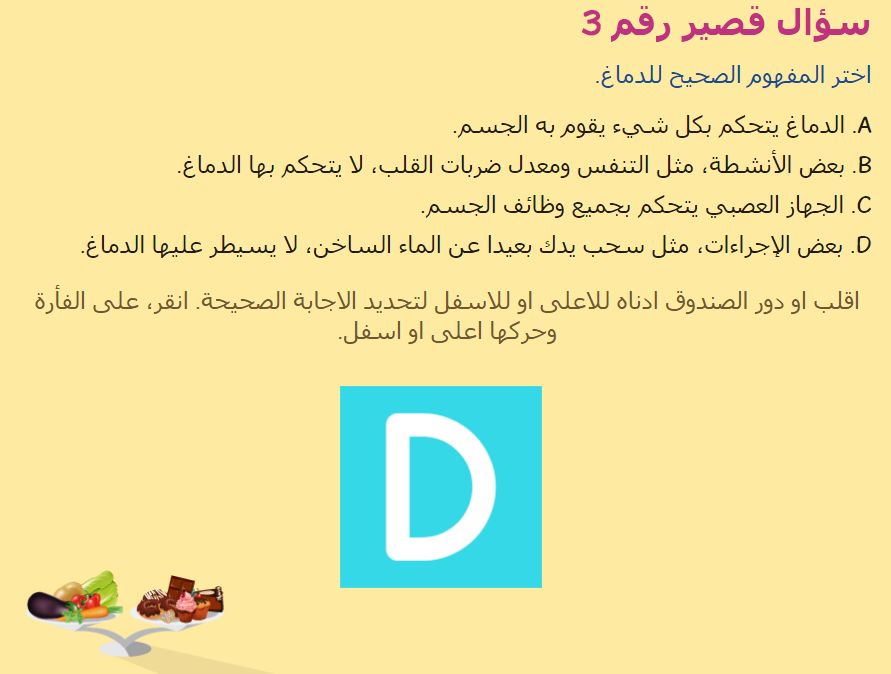 سؤال قصير رقم 3
اختر المفهوم الصحيح للدماغ.
A. الدماغ يتحكم بكل شيء يقوم به الجسم.
B. بعض الأنشطة، مثل التنفس ومعدل ضربات القلب، لا يتحكم بها الدماغ.
C. الجهاز العصبي يتحكم بجميع وظائف الجسم.
D. بعض الإجراءات، مثل سحب يدك بعيدا عن الماء الساخن، لا يسيطر عليها الدماغ.
اقلب او دور الصندوق ادناه للاعلى او للاسفل لتحديد الاجابة الصحيحة. انقر، على الفأرة
وحركها اعلى او اسفل.
D